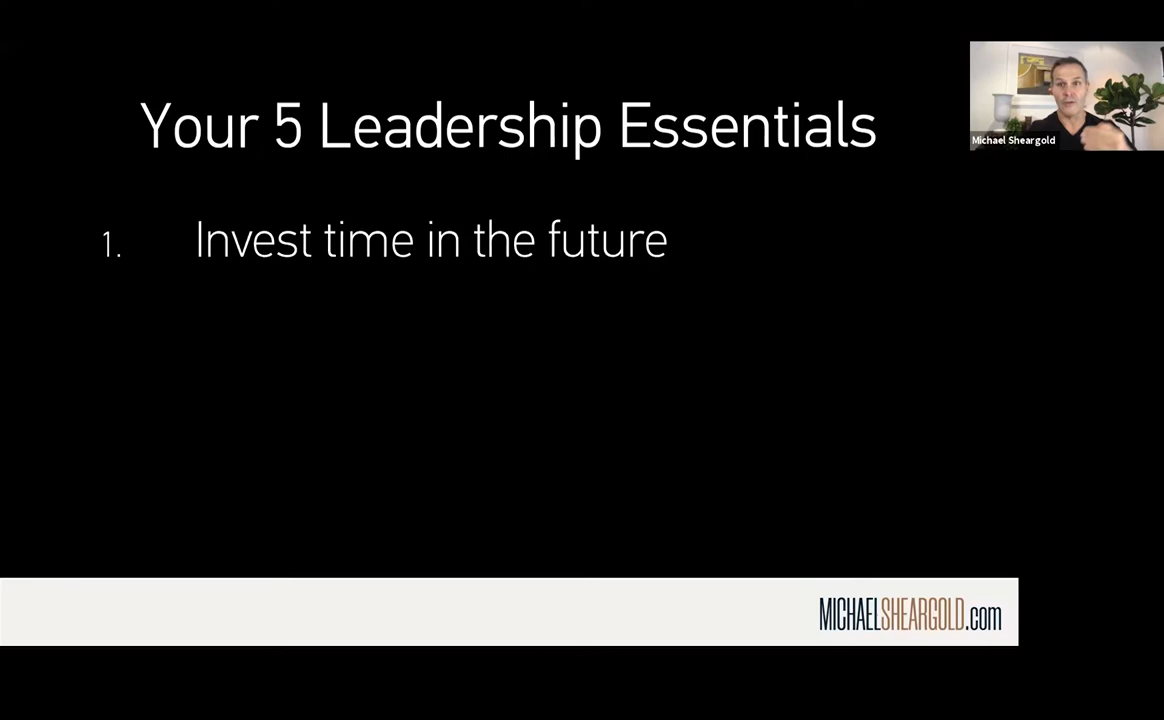 Your 5 Leadership Essentials
Michael Sheargold
1. Invest time in the future
MICHAELSHEARGOLD.com